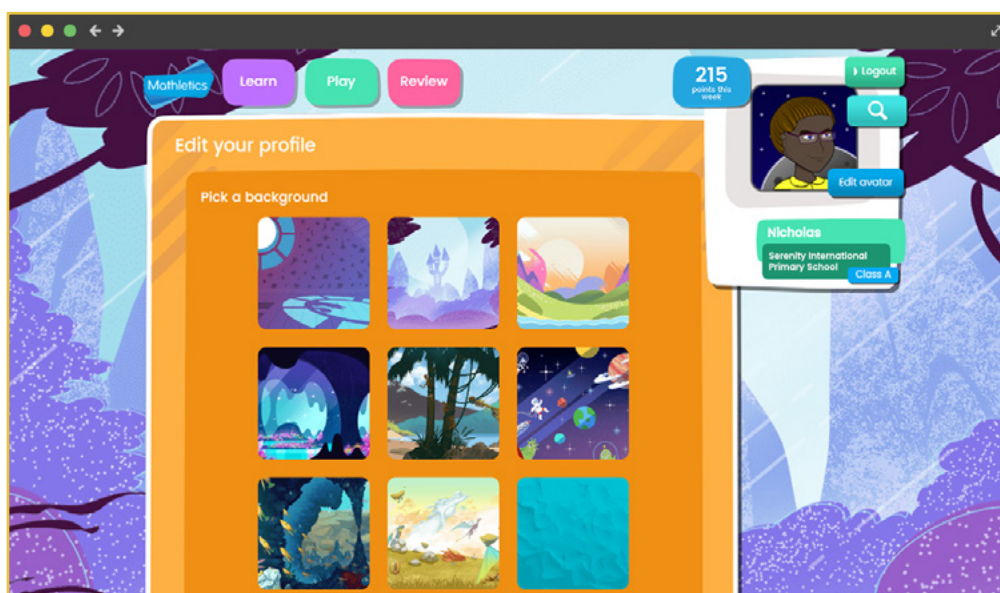 Mathletics
Learn
Play
Review
215
points this
week
Logout
Edit your profile
Edit avatar
Pick a background
Nicholas
Serenity International
Primary School
Class A